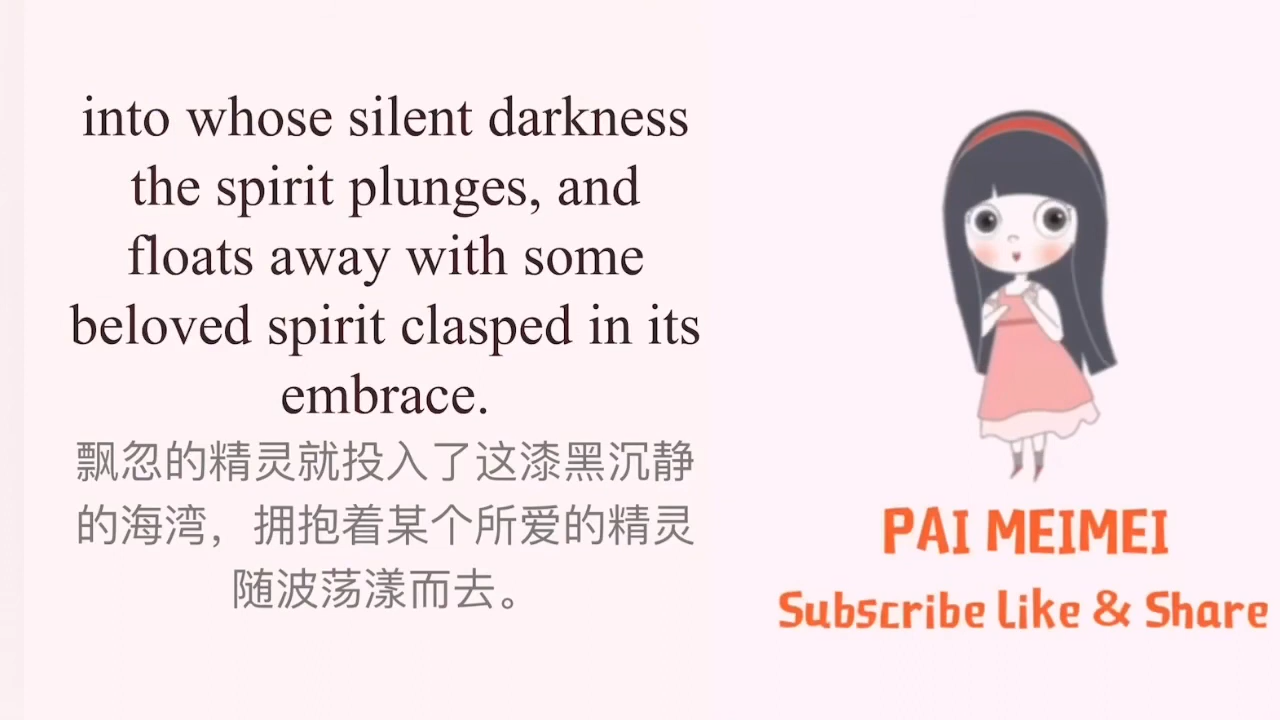 into whose silent darkness
the spirit plunges, and
floats away with some
beloved spirit clasped in its
embrace.
飘忽的精灵就投入了这漆黑沉静
的海湾，拥抱着某个所爱的精灵
随波荡漾而去。
PAI MEIMEI
Subscribe Like & Share